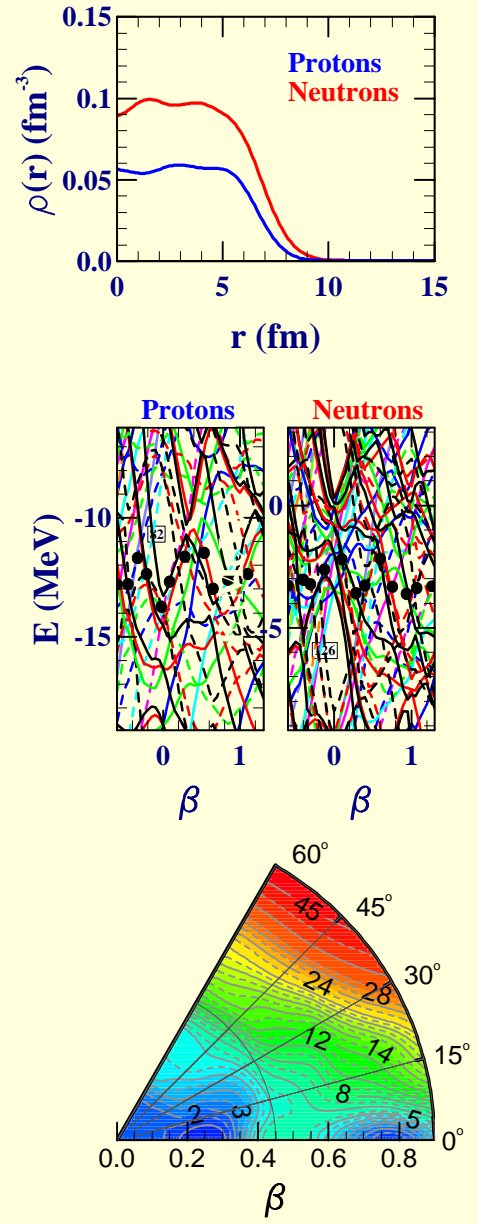 0.15
0.1
0.05
0.0
ρ(r) (fm⁻³)
Protons
Neutrons
0 5 10 15
r (fm)
Protons Neutrons
-10
-15
E (MeV)
82
0
-5
126
0 1 0 1
β β
60°
45°
30°
15°
0°
45
24 28
12 14
8
2 3 5
0.0 0.2 0.4 0.6 0.8
β